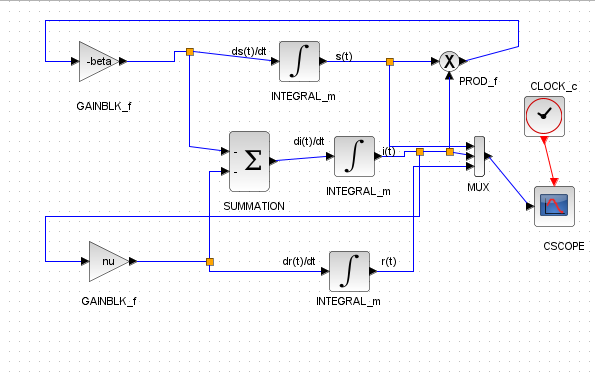 -beta
GAINBLK_f
ds(t)/dt
INTEGRAL_m
s(t)
X
PROD_f
CLOCK_c
-
-
Σ
SUMMATION
di(t)/dt
∫
INTEGRAL_m
i(t)
MUX
CSCOPE
nu
GAINBLK_f
dr(t)/dt
∫
INTEGRAL_m
r(t)